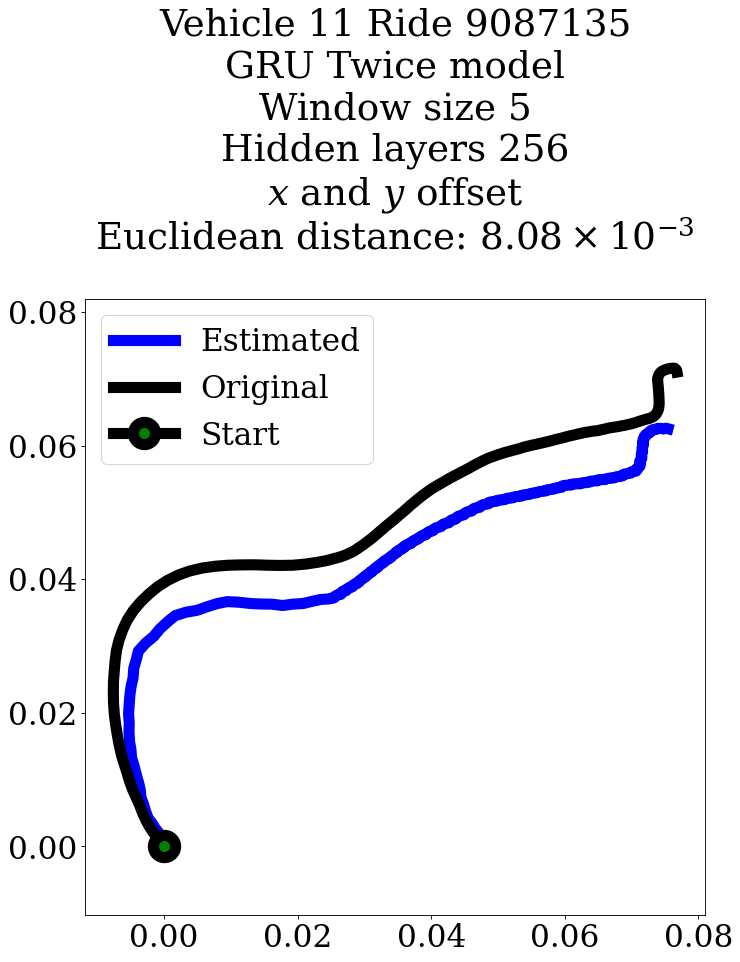 Vehicle 11 Ride 9087135
GRU Twice model
Window size 5
Hidden layers 256
x and y offset
Euclidean distance: 8.08 × 10⁻³
0.08
0.06
0.04
0.02
0.00
Estimated
Original
Start
0.00 0.02 0.04 0.06 0.08